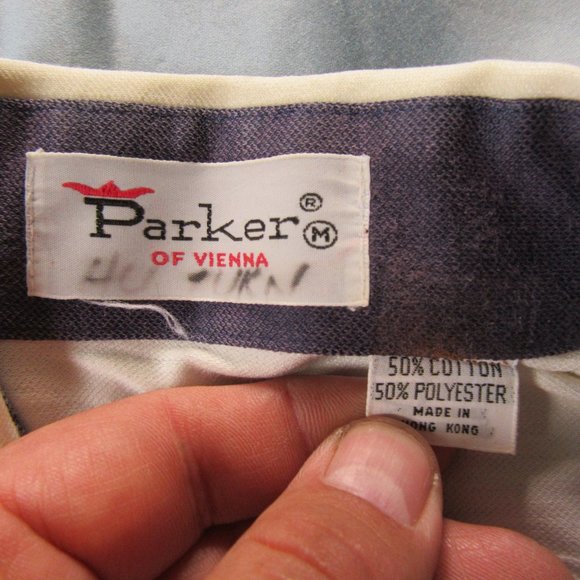 Parker®
M
OF VIENNA
50% COTTON
50% POLYESTER
MADE IN
HONG KONG